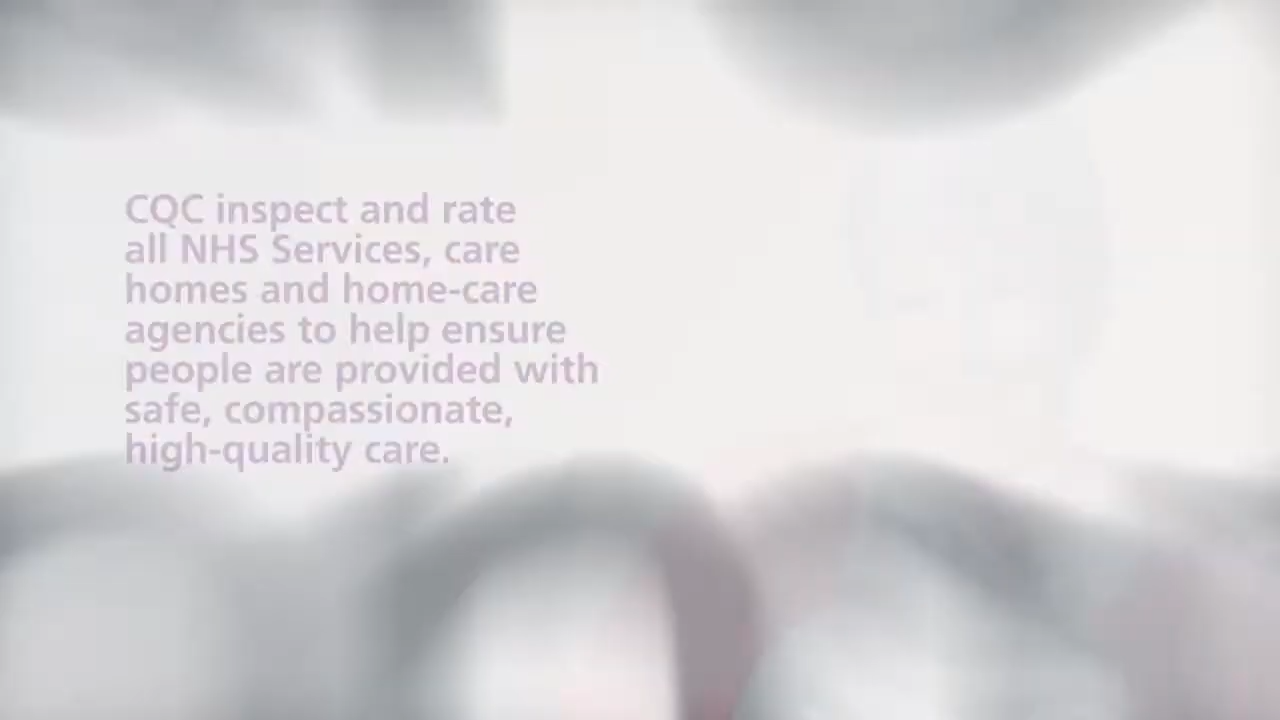 CQC inspect and rate
all NHS Services, care
homes and home-care
agencies to help ensure
people are provided with
safe, compassionate,
high-quality care.